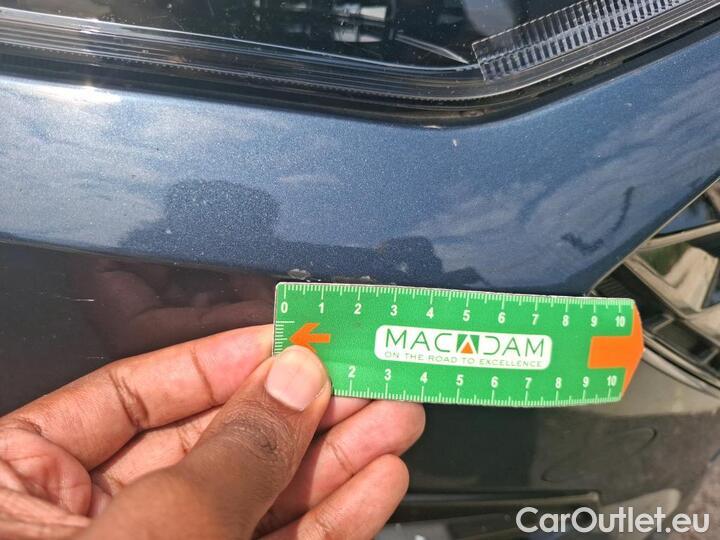 0 1 2 3 4 5 6 7 8 9 10
MACADAM
ON THE ROAD TO EXCELLENCE
2 3 4 5 6 7 8 9 10
CarOutlet.eu